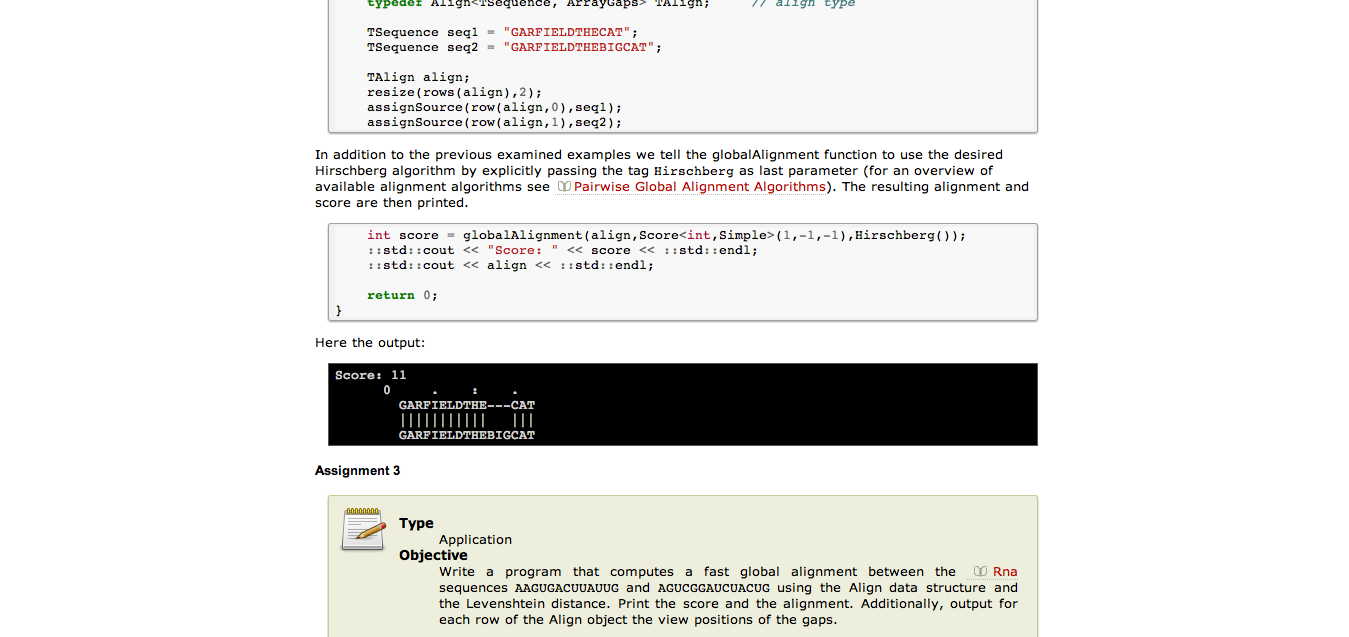 typedef Align<TSequence, ArrayGaps> TAlign;     // align type
TSequence seq1 = "GARFIELDTHECAT";
TSequence seq2 = "GARFIELDTHEBIGCAT";
TAlign align;
resize(rows(align),2);
assignSource(row(align,0),seq1);
assignSource(row(align,1),seq2);
In addition to the previous examined examples we tell the globalAlignment function to use the desired
Hirschberg algorithm by explicitly passing the tag Hirschberg as last parameter (for an overview of
available alignment algorithms see Pairwise Global Alignment Algorithms). The resulting alignment and
score are then printed.
int score = globalAlignment(align,Score<int,Simple>(1,-1,-1),Hirschberg());
::std::cout << "Score: " << score << ::std::endl;
::std::cout << align << ::std::endl;
return 0;
}
Here the output:
Score: 11
0     .    :    .
GARFIELDTHE---CAT
|||||||||||   |||
GARFIELDTHEBIGCAT
Assignment 3
Type
Application
Objective
Write a program that computes a fast global alignment between the Rna
sequences AAGUGACUUAUUG and AGUCGGAUCUACUG using the Align data structure and
the Levenshtein distance. Print the score and the alignment. Additionally, output for
each row of the Align object the view positions of the gaps.